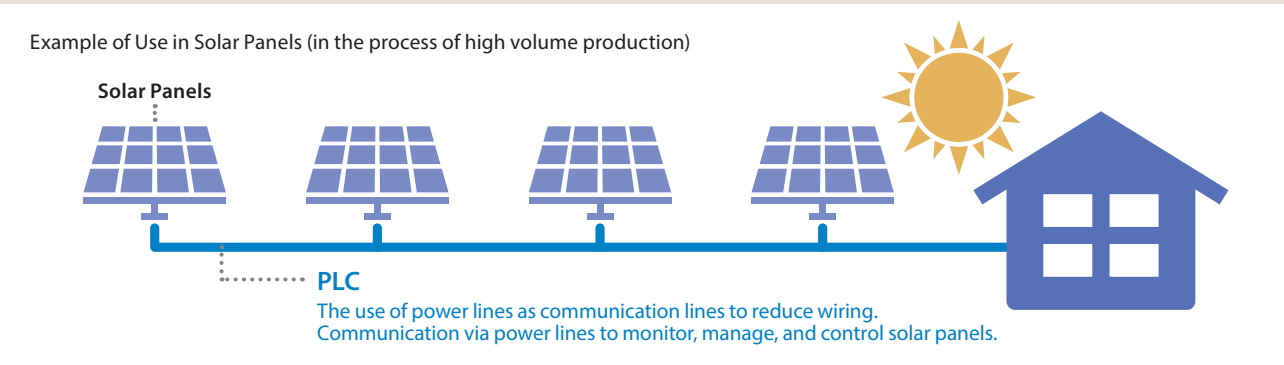 Example of Use in Solar Panels (in the process of high volume production)
Solar Panels
PLC
The use of power lines as communication lines to reduce wiring.
Communication via power lines to monitor, manage, and control solar panels.